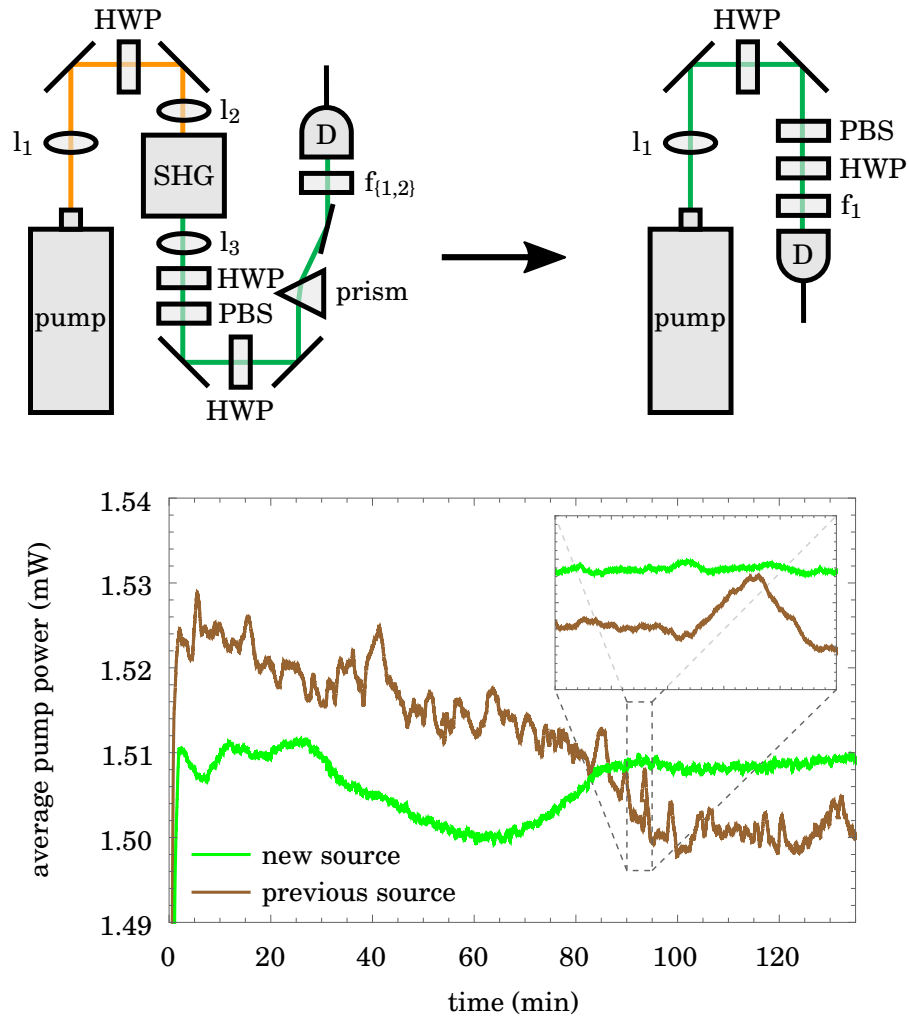 HWP
l₁
l₂
SHG
D
f{1,2}
l₃
HWP
PBS
prism
pump
HWP
HWP
l₁
PBS
HWP
f₁
D
pump
average pump power (mW)
1.54
1.53
1.52
1.51
1.50
1.49
new source
previous source
0
20
40
60
80
100
120
time (min)